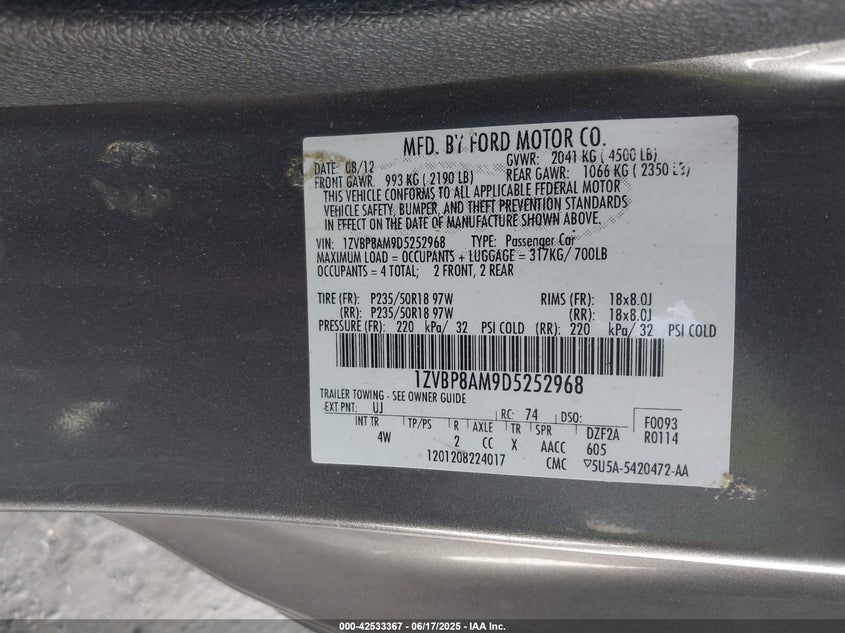 MFD. BY FORD MOTOR CO.
DATE: 08/12 GVWR: 2041 KG ( 4500 LB)
FRONT GAWR: 993 KG ( 2190 LB) REAR GAWR: 1066 KG ( 2350 LB)
THIS VEHICLE CONFORMS TO ALL APPLICABLE FEDERAL MOTOR
VEHICLE SAFETY, BUMPER, AND THEFT PREVENTION STANDARDS
IN EFFECT ON THE DATE OF MANUFACTURE SHOWN ABOVE.
VIN: 1ZVBP8AM9D5252968 TYPE: Passenger Car
MAXIMUM LOAD = OCCUPANTS + LUGGAGE = 317KG/ 700LB
OCCUPANTS = 4 TOTAL; 2 FRONT, 2 REAR
TIRE (FR): P235/50R18 97W RIMS (FR): 18x8.0J
(RR): P235/50R18 97W (RR): 18x8.0J
PRESSURE (FR): 220 kPa/ 32 PSI COLD (RR): 220 kPa/ 32 PSI COLD
1ZVBP8AM9D5252968
TRAILER TOWING - SEE OWNER GUIDE
EXT PNT: UJ RC: 74 DSO: F0093
INT TR TP/PS R AXLE TR SPR DZF2A R0114
4W 2 CC X AACC 605
1201208224017 CMC ▽5U5A-5420472-AA
000-42533367 - 06/17/2025 - IAA Inc.